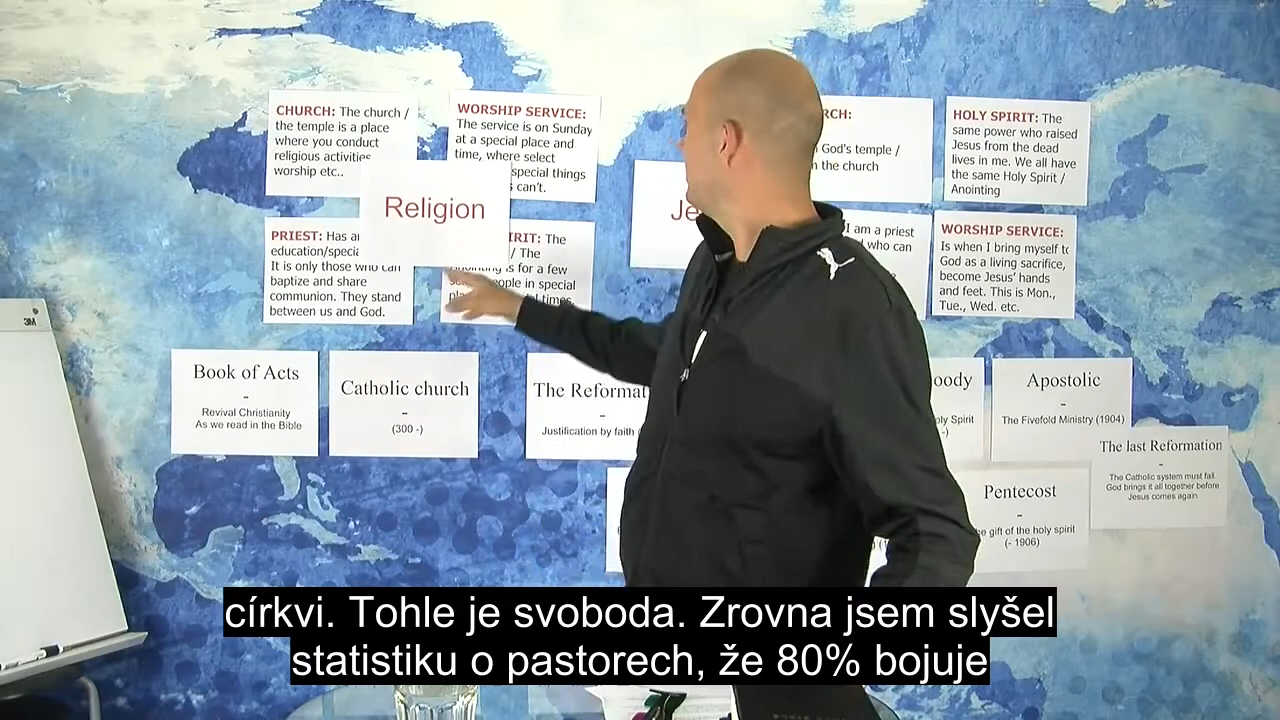 CHURCH: The church /
the temple is a place
where you conduct
religious activities
worship etc..
WORSHIP SERVICE:
The service is on Sunday
at a special place and
time, where select
special things
can't.
Religion
PRIEST: Has
education/
It is only those who can
baptize and share
communion. They stand
between us and God.
The
/ The
Anointing is for a few
people in special
times.
God's temple /
the church
HOLY SPIRIT: The
same power who raised
Jesus from the dead
lives in me. We all have
the same Holy Spirit /
Anointing
I am a priest
who can
WORSHIP SERVICE:
Is when I bring myself to
God as a living sacrifice,
become Jesus' hands
and feet. This is Mon.,
Tue., Wed. etc.
3M
Book of Acts
-
Revival Christianity
As we read in the Bible
Catholic church
-
(300 -)
The
-
Justification by faith
Spirit
-)
Apostolic
-
The Fivefold Ministry (1904)
The last Reformation
-
The Catholic system must fall.
God brings it all together before
Jesus comes again
Pentecost
-
gift of the holy spirit
(- 1906)
církvi. Tohle je svoboda. Zrovna jsem slyšel
statistiku o pastorech, že 80% bojuje